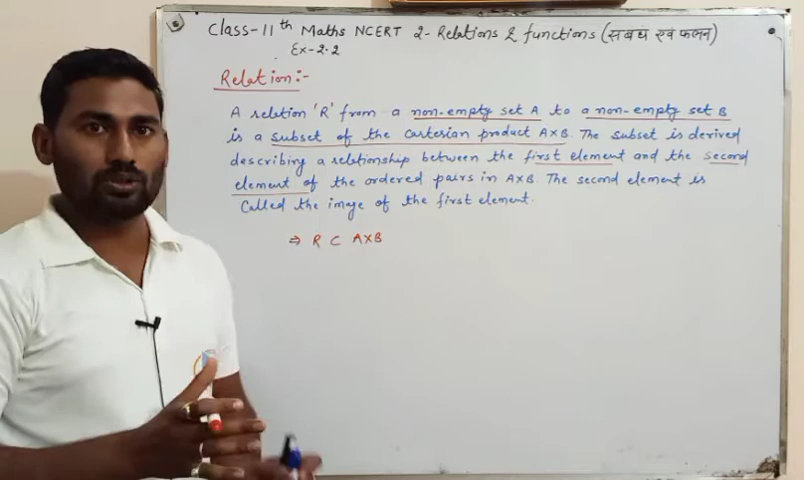 Class-11th Maths NCERT 2- Relations & functions (संबंध एवं फलन)
Ex-2.2
Relation:-
A relation 'R' from a non-empty set A to a non-empty set B
is a subset of the cartesian product A×B. The subset is derived
describing a relationship between the first element and the second
element of the ordered pairs in A×B. The second element is
called the image of the first element.
⇒ R ⊂ A×B